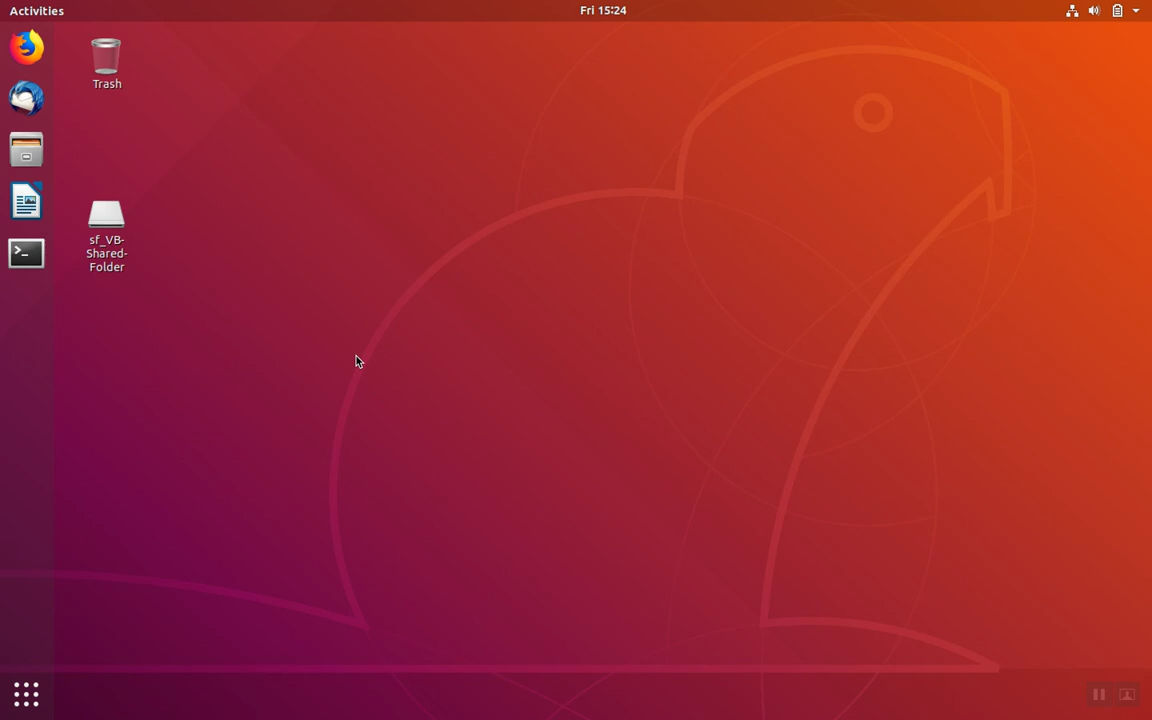 Activities
Fri 15:24
Trash
sf_VB-
Shared-
Folder